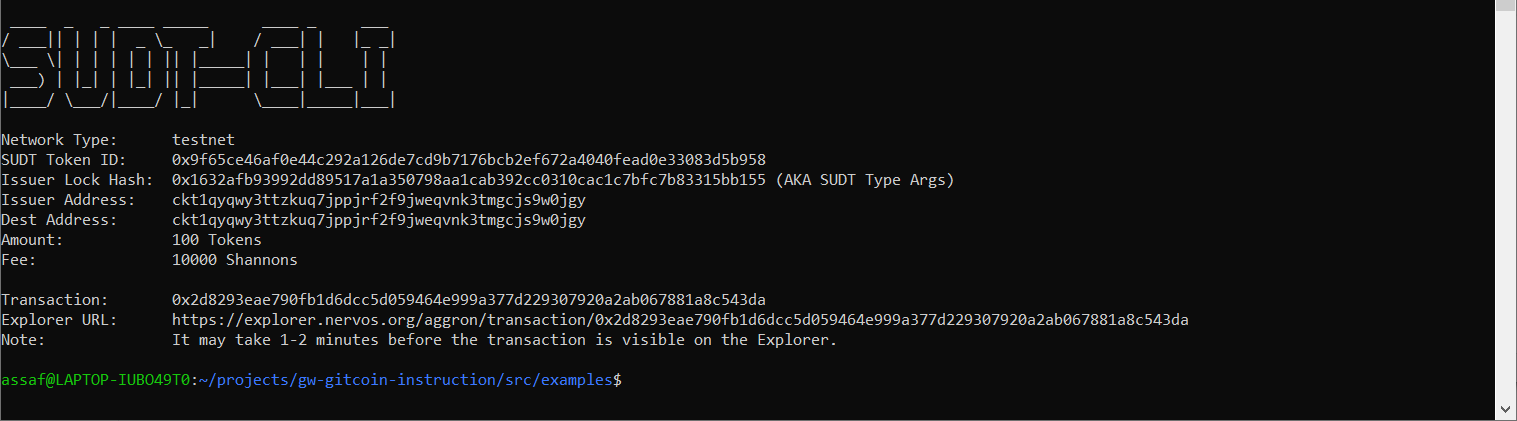 SUDT-CLI
Network Type: testnet
SUDT Token ID: 0x9f65ce46af0e44c292a126de7cd9b7176bcb2ef672a4040fead0e33083d5b958
Issuer Lock Hash: 0x1632afb93992dd89517a1a350798aa1cab392cc0310cac1c7bfc7b83315bb155 (AKA SUDT Type Args)
Issuer Address: ckt1qyqwy3ttzkuq7jppjrf2f9jweqvnk3tmgcjs9w0jgy
Dest Address: ckt1qyqwy3ttzkuq7jppjrf2f9jweqvnk3tmgcjs9w0jgy
Amount: 100 Tokens
Fee: 10000 Shannons
Transaction: 0x2d8293eae790fb1d6dcc5d059464e999a377d229307920a2ab067881a8c543da
Explorer URL: https://explorer.nervos.org/aggron/transaction/0x2d8293eae790fb1d6dcc5d059464e999a377d229307920a2ab067881a8c543da
Note: It may take 1-2 minutes before the transaction is visible on the Explorer.
assaf@LAPTOP-IUBO49T0:~/projects/gw-gitcoin-instruction/src/examples$